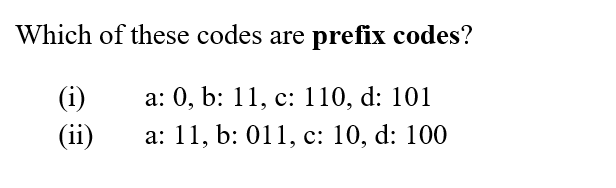 Which of these codes are prefix codes?
(i) a: 0, b: 11, c: 110, d: 101
(ii) a: 11, b: 011, c: 10, d: 100